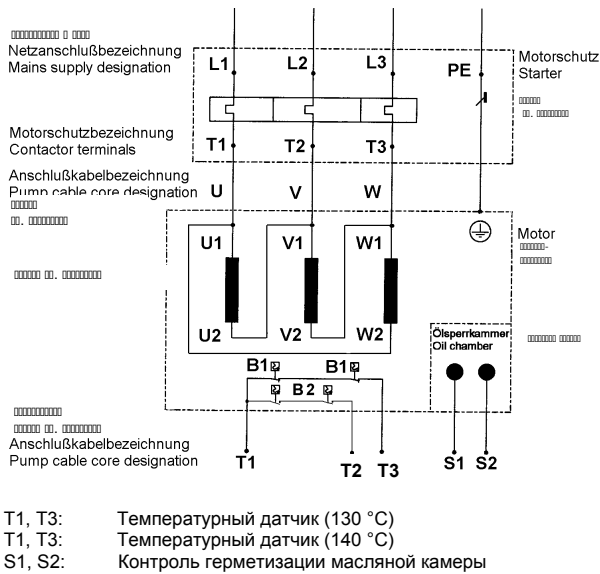 Netzanschlußbezeichnung
Mains supply designation
L1 L2 L3 PE
Motorschutz
Starter
Motorschutzbezeichnung
Contactor terminals
T1 T2 T3
Anschlußkabelbezeichnung
Pump cable core designation
U V W
U1 V1 W1
Motor
U2 V2 W2
Ölsperrkammer
Oil chamber
B1 B1
B2
Anschlußkabelbezeichnung
Pump cable core designation
T1 T2 T3 S1 S2
T1, T3: Температурный датчик (130 °C)
T1, T3: Температурный датчик (140 °C)
S1, S2: Контроль герметизации масляной камеры